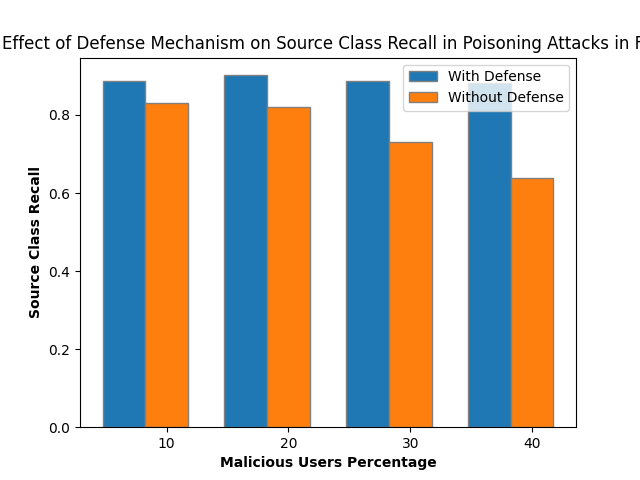 Effect of Defense Mechanism on Source Class Recall in Poisoning Attacks in
With Defense
Without Defense
Source Class Recall
0.8
0.6
0.4
0.2
0.0
10 20 30 40
Malicious Users Percentage